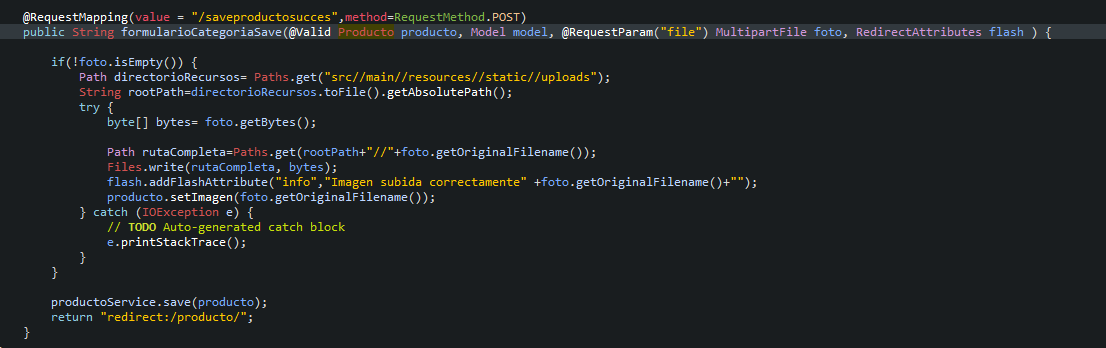 @RequestMapping(value = "/saveproductosucces",method=RequestMethod.POST)
public String formularioCategoriaSave(@Valid Producto producto, Model model, @RequestParam("file") MultipartFile foto, RedirectAttributes flash ) {
if(!foto.isEmpty()) {
Path directorioRecursos= Paths.get("src//main//resources//static//uploads");
String rootPath=directorioRecursos.toFile().getAbsolutePath();
try {
byte[] bytes= foto.getBytes();
Path rutaCompleta=Paths.get(rootPath+"//"+foto.getOriginalFilename());
Files.write(rutaCompleta, bytes);
flash.addFlashAttribute("info","Imagen subida correctamente" +foto.getOriginalFilename()+"");
producto.setImagen(foto.getOriginalFilename());
} catch (IOException e) {
// TODO Auto-generated catch block
e.printStackTrace();
}
}
productoService.save(producto);
return "redirect:/producto/";
}